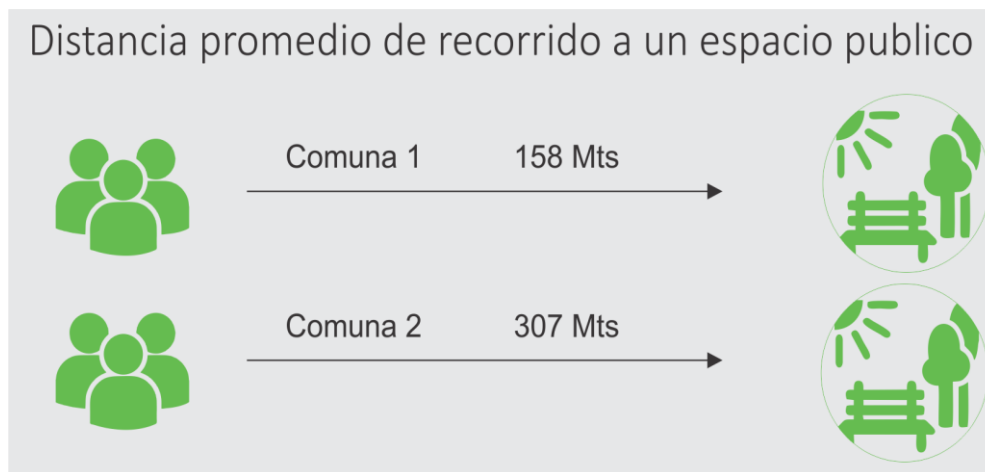 Distancia promedio de recorrido a un espacio publico
Comuna 1 158 Mts
Comuna 2 307 Mts